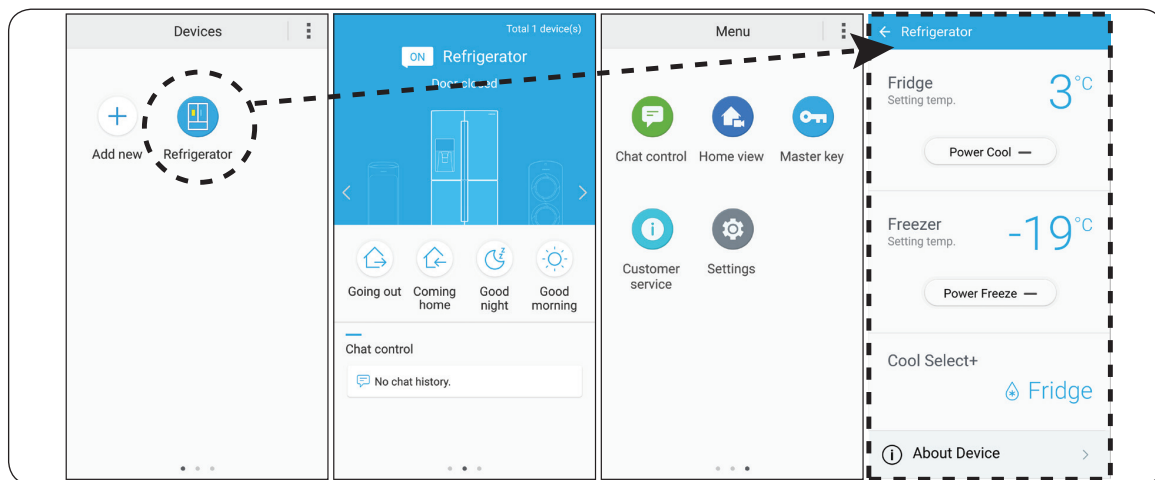 Devices
Add new
Refrigerator
Total 1 device(s)
ON Refrigerator
Door closed
Going out
Coming
home
Good
night
Good
morning
Chat control
No chat history.
Menu
Chat control
Home view
Master key
Customer
service
Settings
Refrigerator
Fridge
Setting temp.
3°C
Power Cool —
Freezer
Setting temp.
-19°C
Power Freeze —
Cool Select+
Fridge
About Device